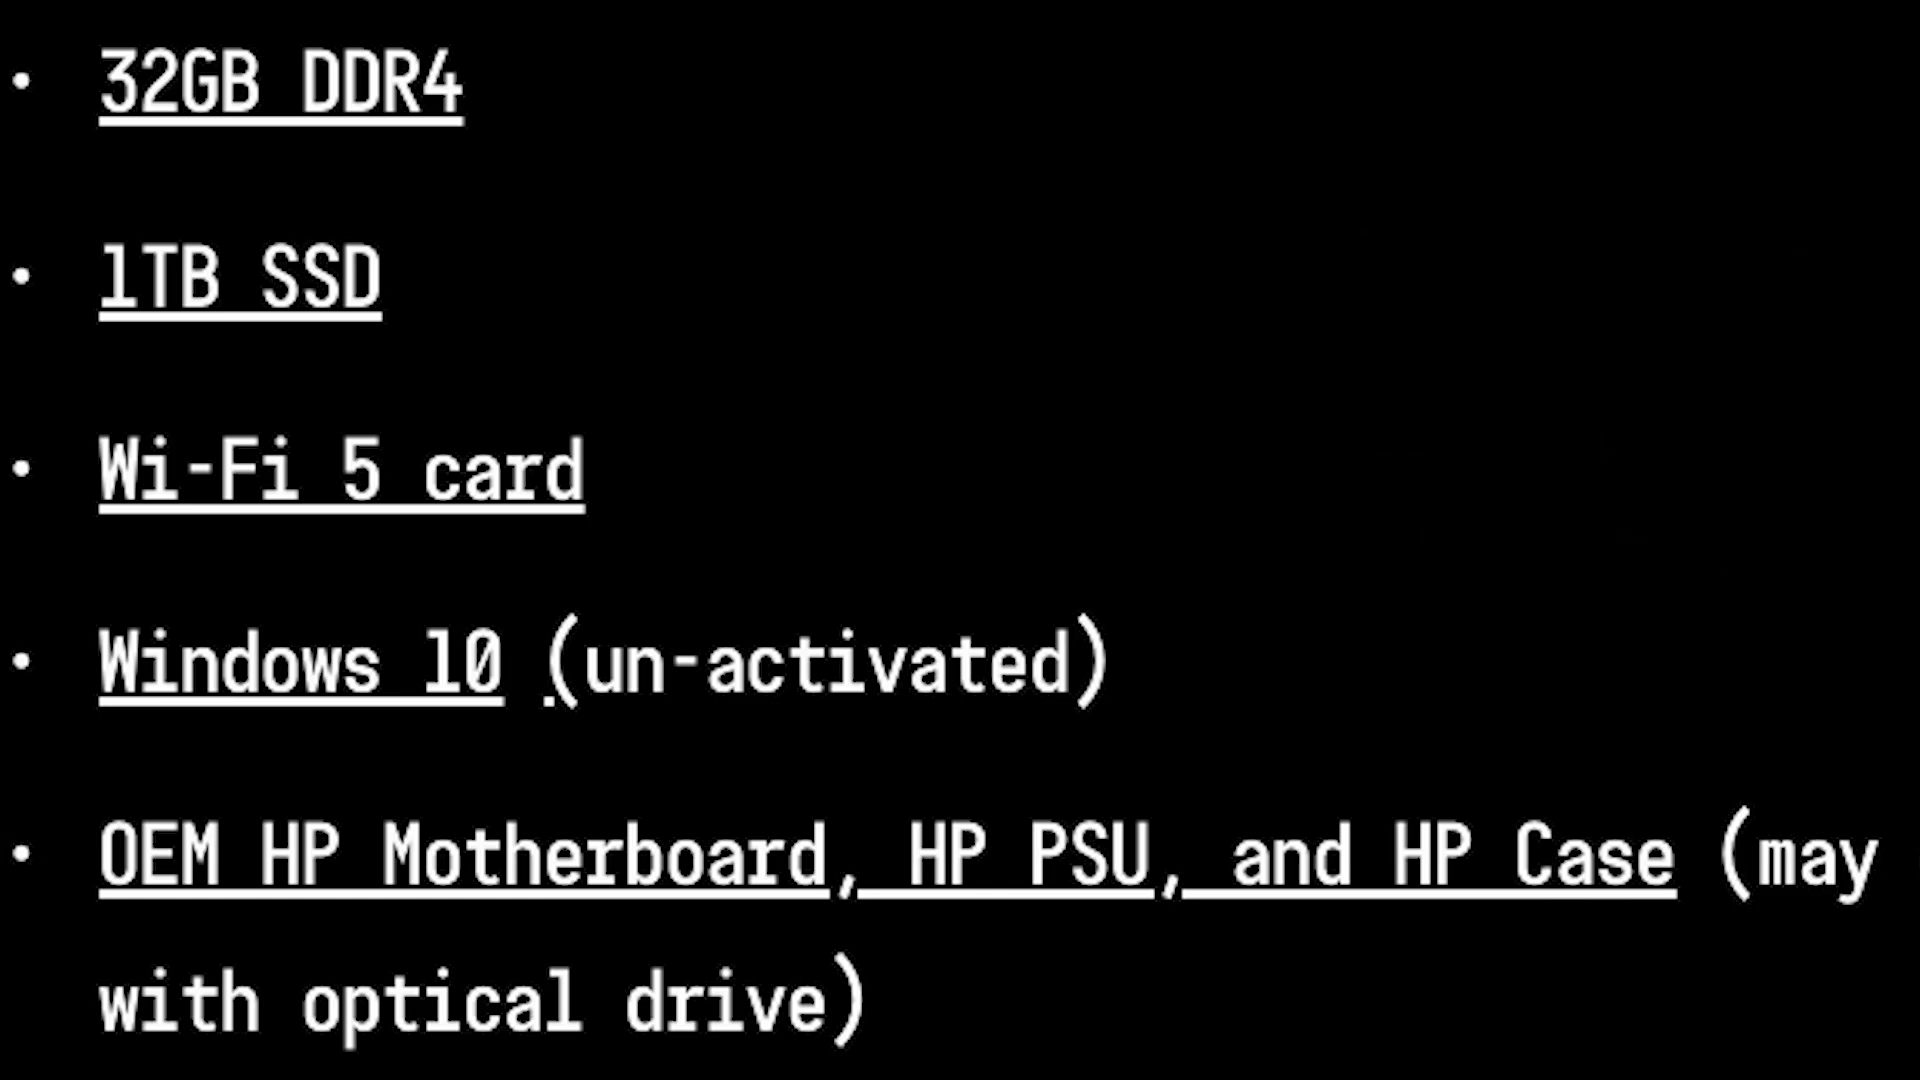 • 32GB DDR4
• 1TB SSD
• Wi-Fi 5 card
• Windows 10 (un-activated)
• OEM HP Motherboard, HP PSU, and HP Case (may
with optical drive)